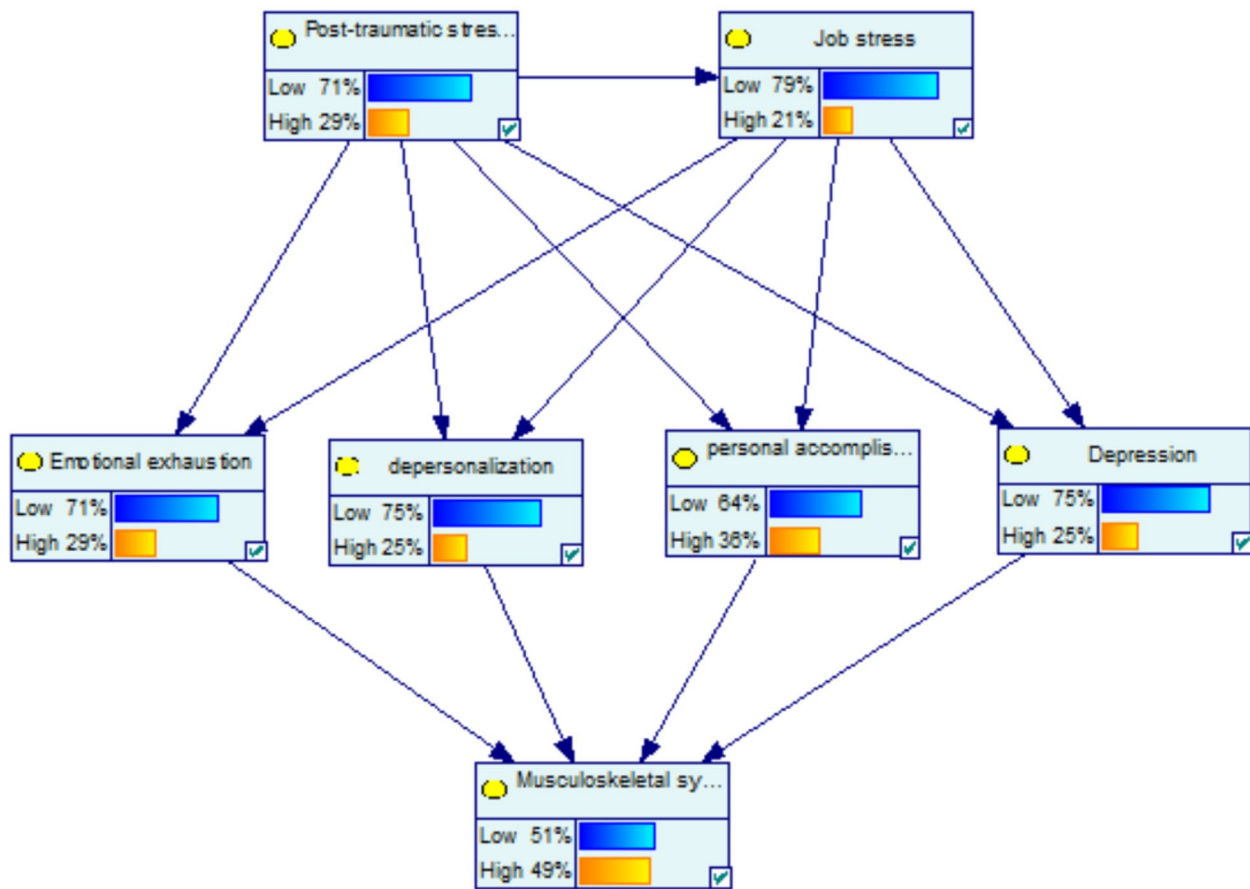 Post-traumatic stres...
Low 71%
High 29%
Job stress
Low 79%
High 21%
Emotional exhaustion
Low 71%
High 29%
depersonalization
Low 75%
High 25%
personal accomplis...
Low 64%
High 36%
Depression
Low 75%
High 25%
Musculoskeletal sy...
Low 51%
High 49%